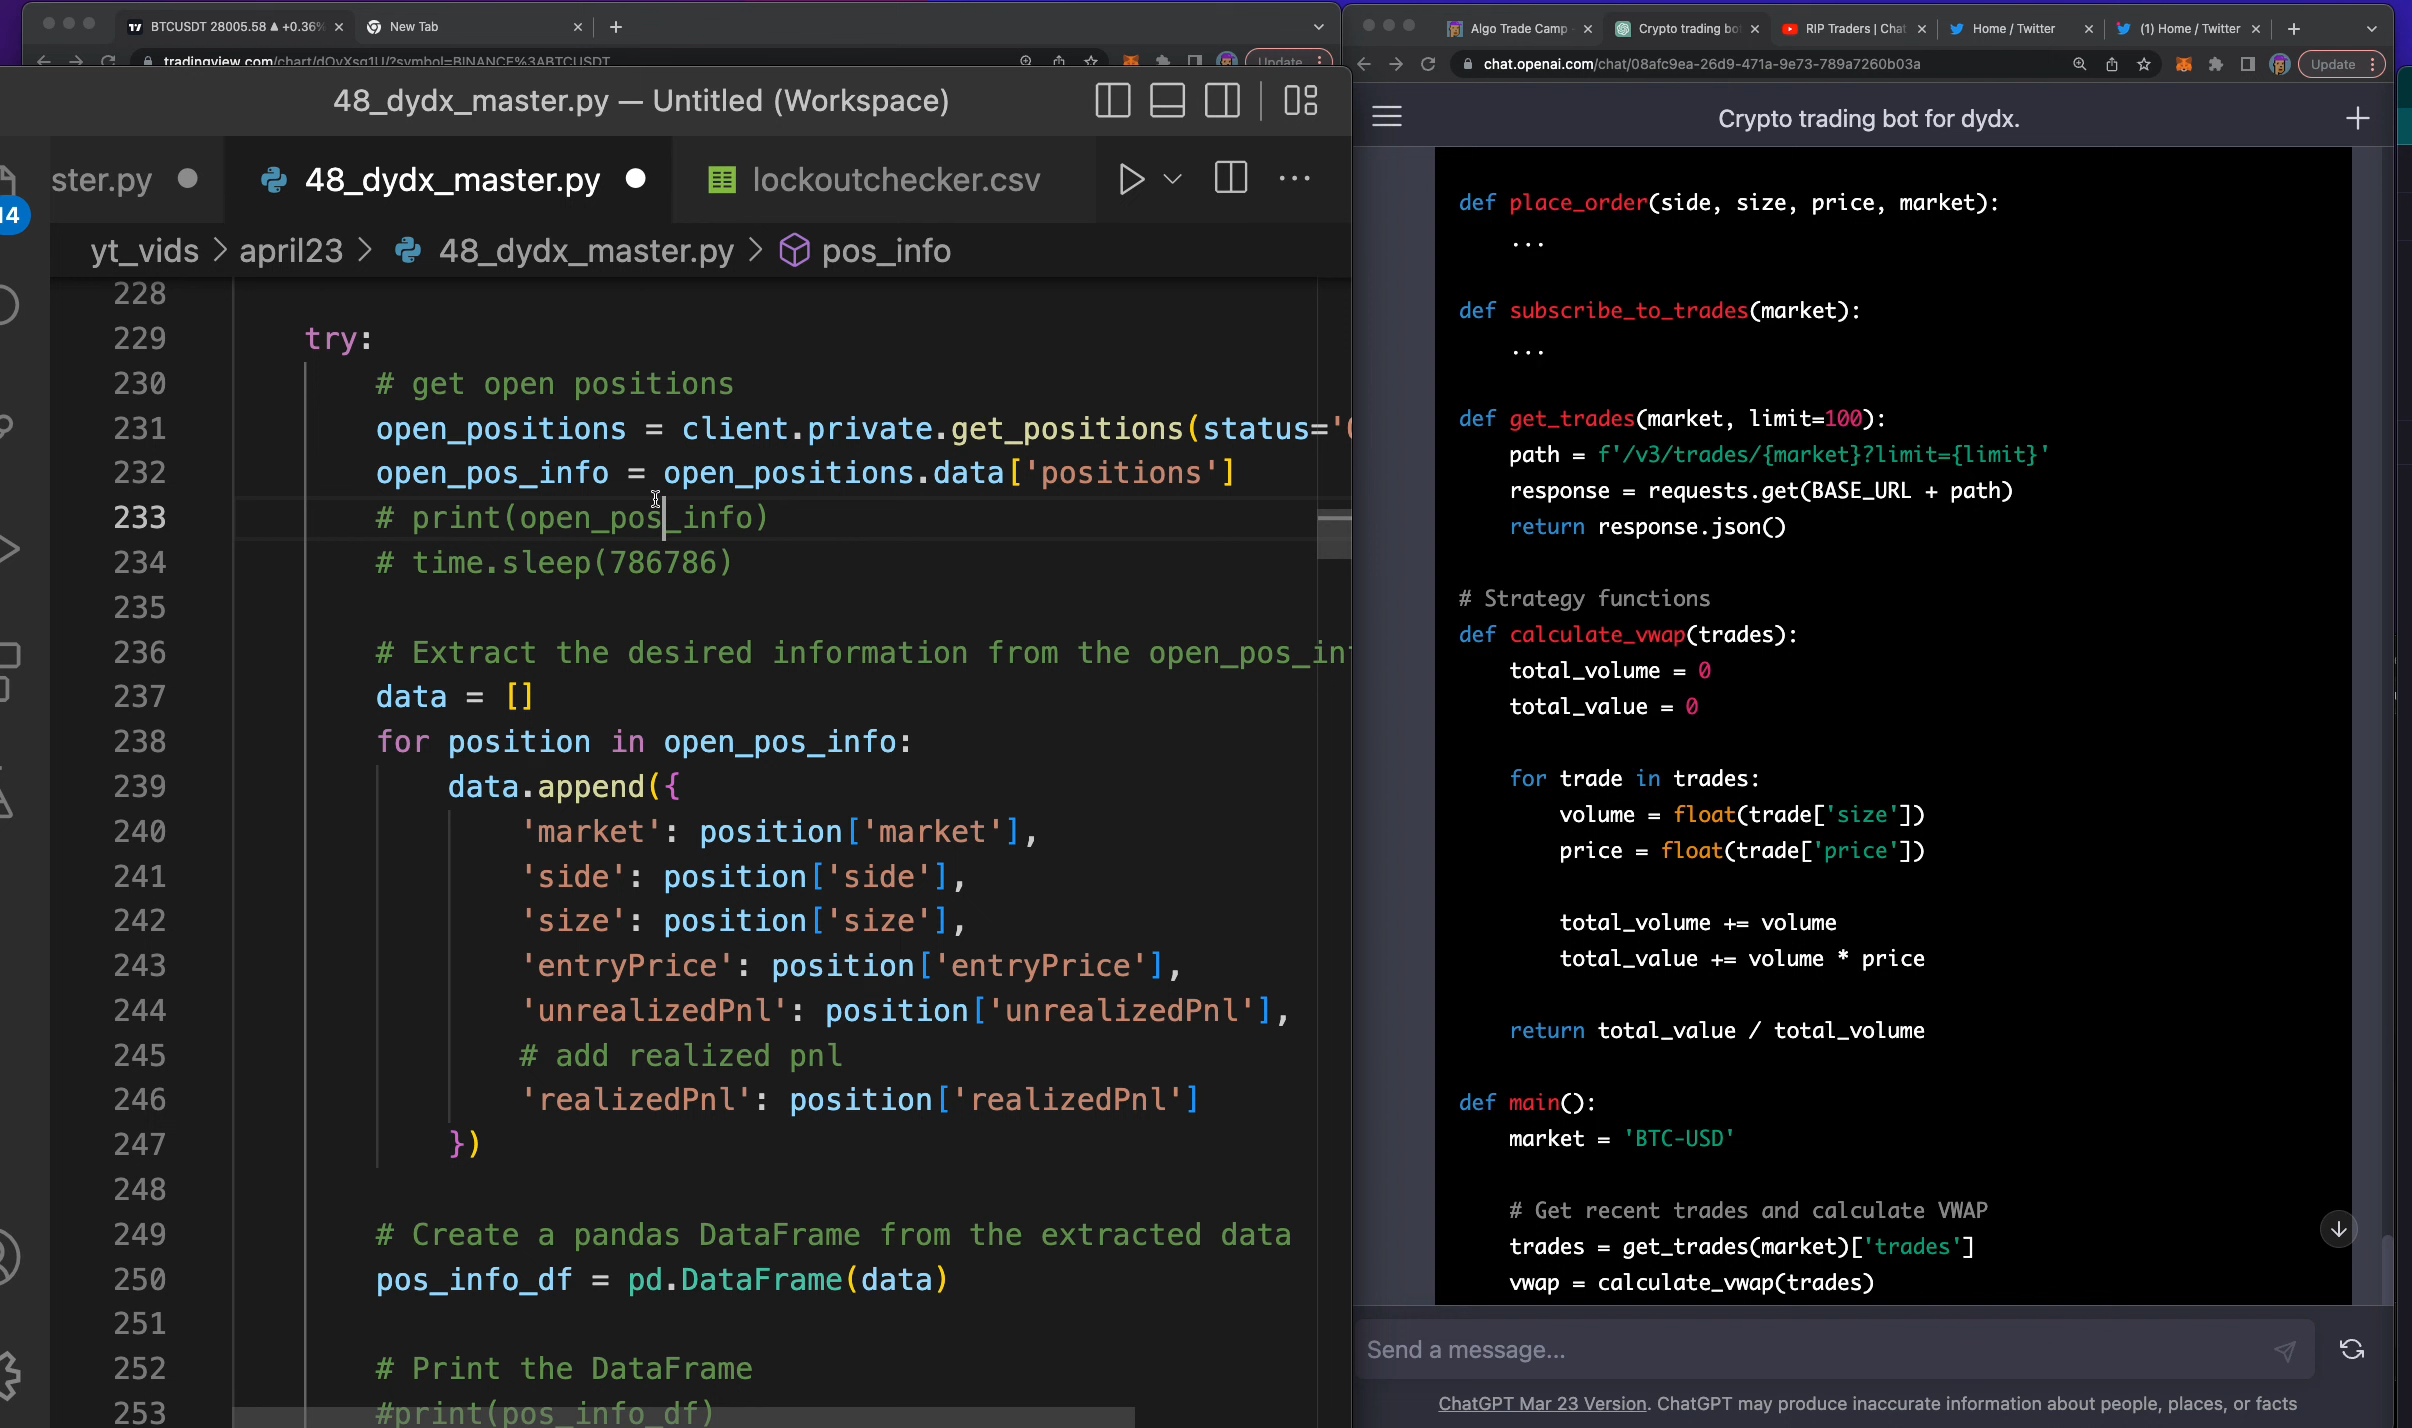 BTCUSDT 28005.58 ▲ +0.36%
New Tab
tradingview.com/chart/dOvXsg1U/?symbol=BINANCE%3ABTCUSDT
Update
48_dydx_master.py — Untitled (Workspace)
ster.py
48_dydx_master.py
lockoutchecker.csv
14
yt_vids > april23 > 48_dydx_master.py > pos_info
228
229 try:
230 # get open positions
231 open_positions = client.private.get_positions(status='
232 open_pos_info = open_positions.data['positions']
233 # print(open_pos_info)
234 # time.sleep(786786)
235
236 # Extract the desired information from the open_pos_in
237 data = []
238 for position in open_pos_info:
239 data.append({
240 'market': position['market'],
241 'side': position['side'],
242 'size': position['size'],
243 'entryPrice': position['entryPrice'],
244 'unrealizedPnl': position['unrealizedPnl'],
245 # add realized pnl
246 'realizedPnl': position['realizedPnl']
247 })
248
249 # Create a pandas DataFrame from the extracted data
250 pos_info_df = pd.DataFrame(data)
251
252 # Print the DataFrame
253 #print(pos_info_df)
Algo Trade Camp
Crypto trading bo
RIP Traders | Chat
Home / Twitter
(1) Home / Twitter
chat.openai.com/chat/08afc9ea-26d9-471a-9e73-789a7260b03a
Update
Crypto trading bot for dydx.
def place_order(side, size, price, market):
...
def subscribe_to_trades(market):
...
def get_trades(market, limit=100):
path = f'/v3/trades/{market}?limit={limit}'
response = requests.get(BASE_URL + path)
return response.json()
# Strategy functions
def calculate_vwap(trades):
total_volume = 0
total_value = 0
for trade in trades:
volume = float(trade['size'])
price = float(trade['price'])
total_volume += volume
total_value += volume * price
return total_value / total_volume
def main():
market = 'BTC-USD'
# Get recent trades and calculate VWAP
trades = get_trades(market)['trades']
vwap = calculate_vwap(trades)
Send a message...
ChatGPT Mar 23 Version. ChatGPT may produce inaccurate information about people, places, or facts